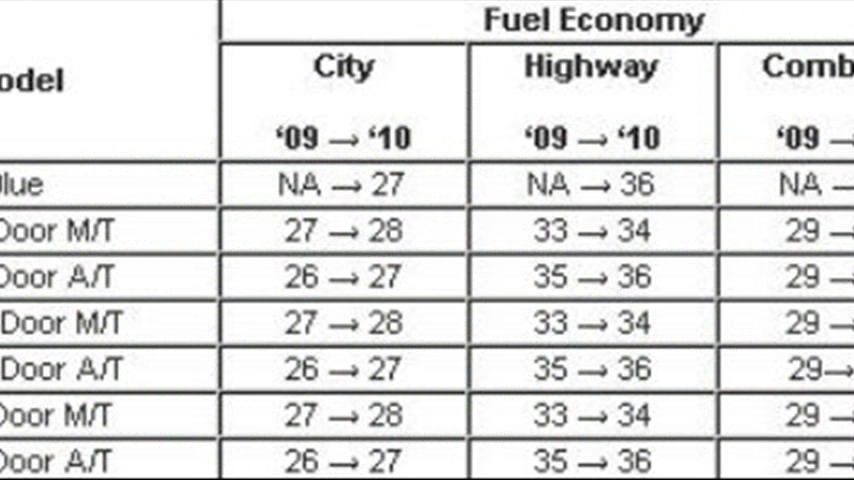 Fuel Economy
odel City Highway Comb
‘09 → ‘10 ‘09 → ‘10 ‘09 →
Blue NA → 27 NA → 36 NA →
Door M/T 27 → 28 33 → 34 29 →
Door A/T 26 → 27 35 → 36 29 →
Door M/T 27 → 28 33 → 34 29 →
Door A/T 26 → 27 35 → 36 29→
Door M/T 27 → 28 33 → 34 29 →
Door A/T 26 → 27 35 → 36 29 →